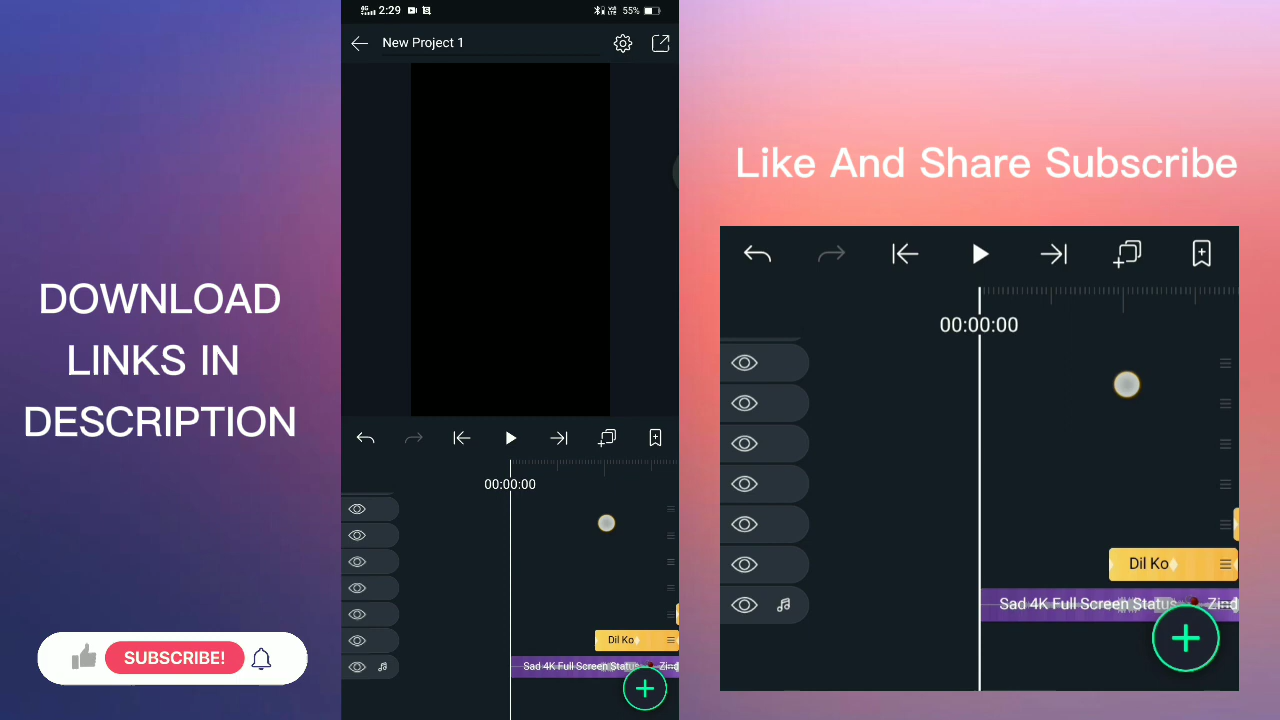 2:29
55%
New Project 1
Like And Share Subscribe
DOWNLOAD
LINKS IN
DESCRIPTION
SUBSCRIBE!
00:00:00
Dil Ko
Sad 4K Full Screen Status
00:00:00
Dil Ko
Sad 4K Full Screen Status